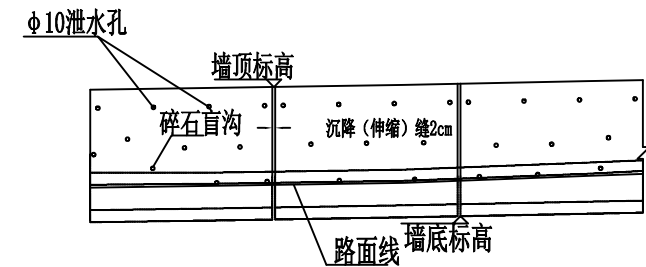 φ10泄水孔
墙顶标高
碎石盲沟
沉降（伸缩）缝2cm
墙底标高
路面线